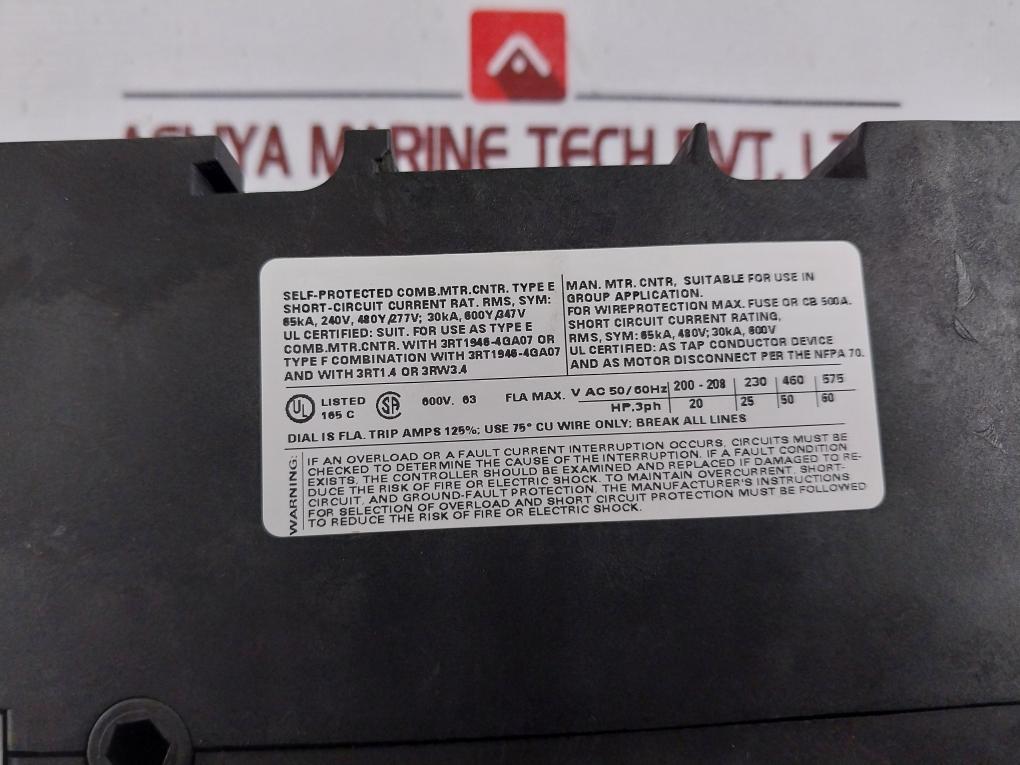 ASLIYA MARINE TECH PVT. LT
SELF-PROTECTED COMB.MTR.CNTR. TYPE E
SHORT-CIRCUIT CURRENT RAT. RMS, SYM:
65kA, 240V, 480Y/277V; 30kA, 600Y/347V
UL CERTIFIED: SUIT. FOR USE AS TYPE E
COMB.MTR.CNTR. WITH 3RT1946-4GA07 OR
TYPE F COMBINATION WITH 3RT1946-4GA07
AND WITH 3RT1.4 OR 3RW3.4
MAN. MTR. CNTR, SUITABLE FOR USE IN
GROUP APPLICATION.
FOR WIREPROTECTION MAX. FUSE OR CB 500A.
SHORT CIRCUIT CURRENT RATING,
RMS, SYM: 65kA, 480V; 30kA, 600V
UL CERTIFIED: AS TAP CONDUCTOR DEVICE
AND AS MOTOR DISCONNECT PER THE NFPA 70.
UL LISTED 165 C SA 600V. 63 FLA MAX. V AC 50/60Hz 200 - 208 230 460 575
HP.3ph 20 25 50 60
DIAL IS FLA. TRIP AMPS 125%; USE 75° CU WIRE ONLY; BREAK ALL LINES
WARNING:
IF AN OVERLOAD OR A FAULT CURRENT INTERRUPTION OCCURS, CIRCUITS MUST BE
CHECKED TO DETERMINE THE CAUSE OF THE INTERRUPTION. IF A FAULT CONDITION
EXISTS, THE CONTROLLER SHOULD BE EXAMINED AND REPLACED IF DAMAGED TO RE-
DUCE THE RISK OF FIRE OR ELECTRIC SHOCK. TO MAINTAIN OVERCURRENT, SHORT-
CIRCUIT, AND GROUND-FAULT PROTECTION, THE MANUFACTURER'S INSTRUCTIONS
FOR SELECTION OF OVERLOAD AND SHORT CIRCUIT PROTECTION MUST BE FOLLOWED
TO REDUCE THE RISK OF FIRE OR ELECTRIC SHOCK.